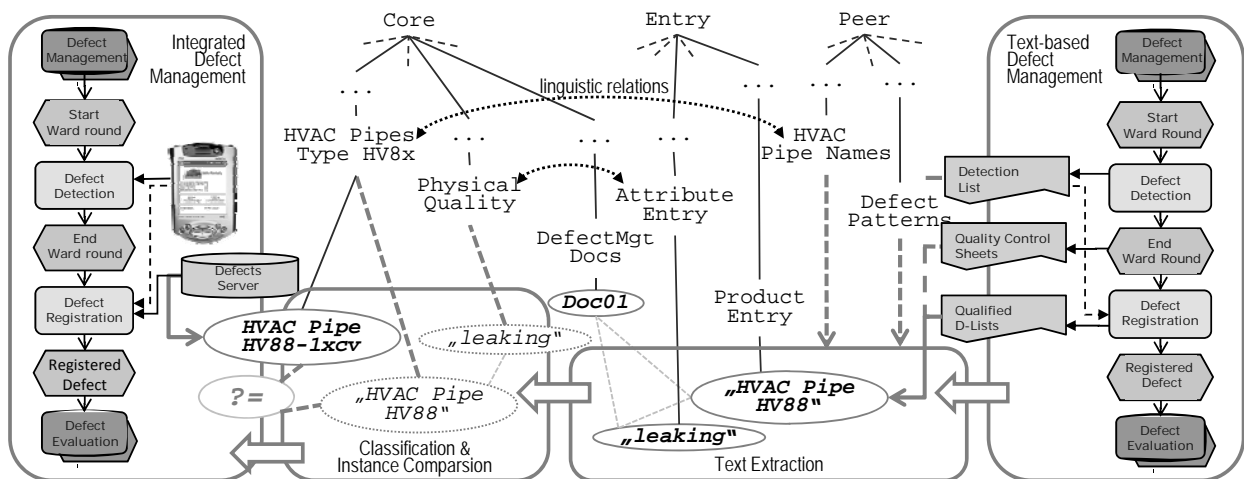 Integrated
Defect
Management
Defect
Management
Start
Ward round
Defect
Detection
End
Ward round
Defect
Registration
Registered
Defect
Defect
Evaluation
Defects
Server
Core
Entry
Peer
...
...
...
...
...
...
...
...
linguistic relations
HVAC Pipes
Type HV8x
Physical
Quality
DefectMgt
Docs
Attribute
Entry
Product
Entry
HVAC
Pipe Names
Defect
Patterns
HVAC Pipe
HV88-1xcv
„leaking“
Doc01
?=
„HVAC Pipe
HV88“
Classification &
Instance Comparsion
„HVAC Pipe
HV88“
„leaking“
Text Extraction
Text-based
Defect
Management
Detection
List
Quality Control
Sheets
Qualified
D-Lists
Defect
Management
Start
Ward Round
Defect
Detection
End
Ward Round
Defect
Registration
Registered
Defect
Defect
Evaluation